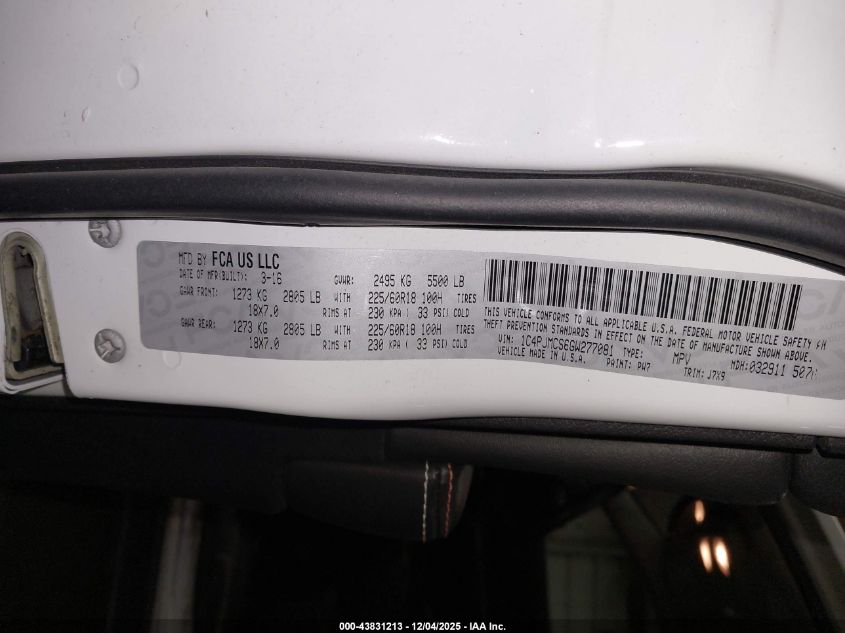 MFD BY FCA US LLC
DATE OF MFR(BUILT): 3-16
GVWR: 2495 KG 5500 LB
GAWR FRONT: 1273 KG 2805 LB WITH 225/60R18 100H TIRES
18X7.0 RIMS AT 230 KPA ( 33 PSI) COLD
GAWR REAR: 1273 KG 2805 LB WITH 225/60R18 100H TIRES
18X7.0 RIMS AT 230 KPA ( 33 PSI) COLD
THIS VEHICLE CONFORMS TO ALL APPLICABLE U.S.A. FEDERAL MOTOR VEHICLE SAFETY AND
THEFT PREVENTION STANDARDS IN EFFECT ON THE DATE OF MANUFACTURE SHOWN ABOVE.
VIN: 1C4PJMCS6GW277081 TYPE: MPV MDH:032911 507
VEHICLE MADE IN U.S.A. PAINT: PW7 TRIM: J7X9
000-43831213 - 12/04/2025 - IAA Inc.